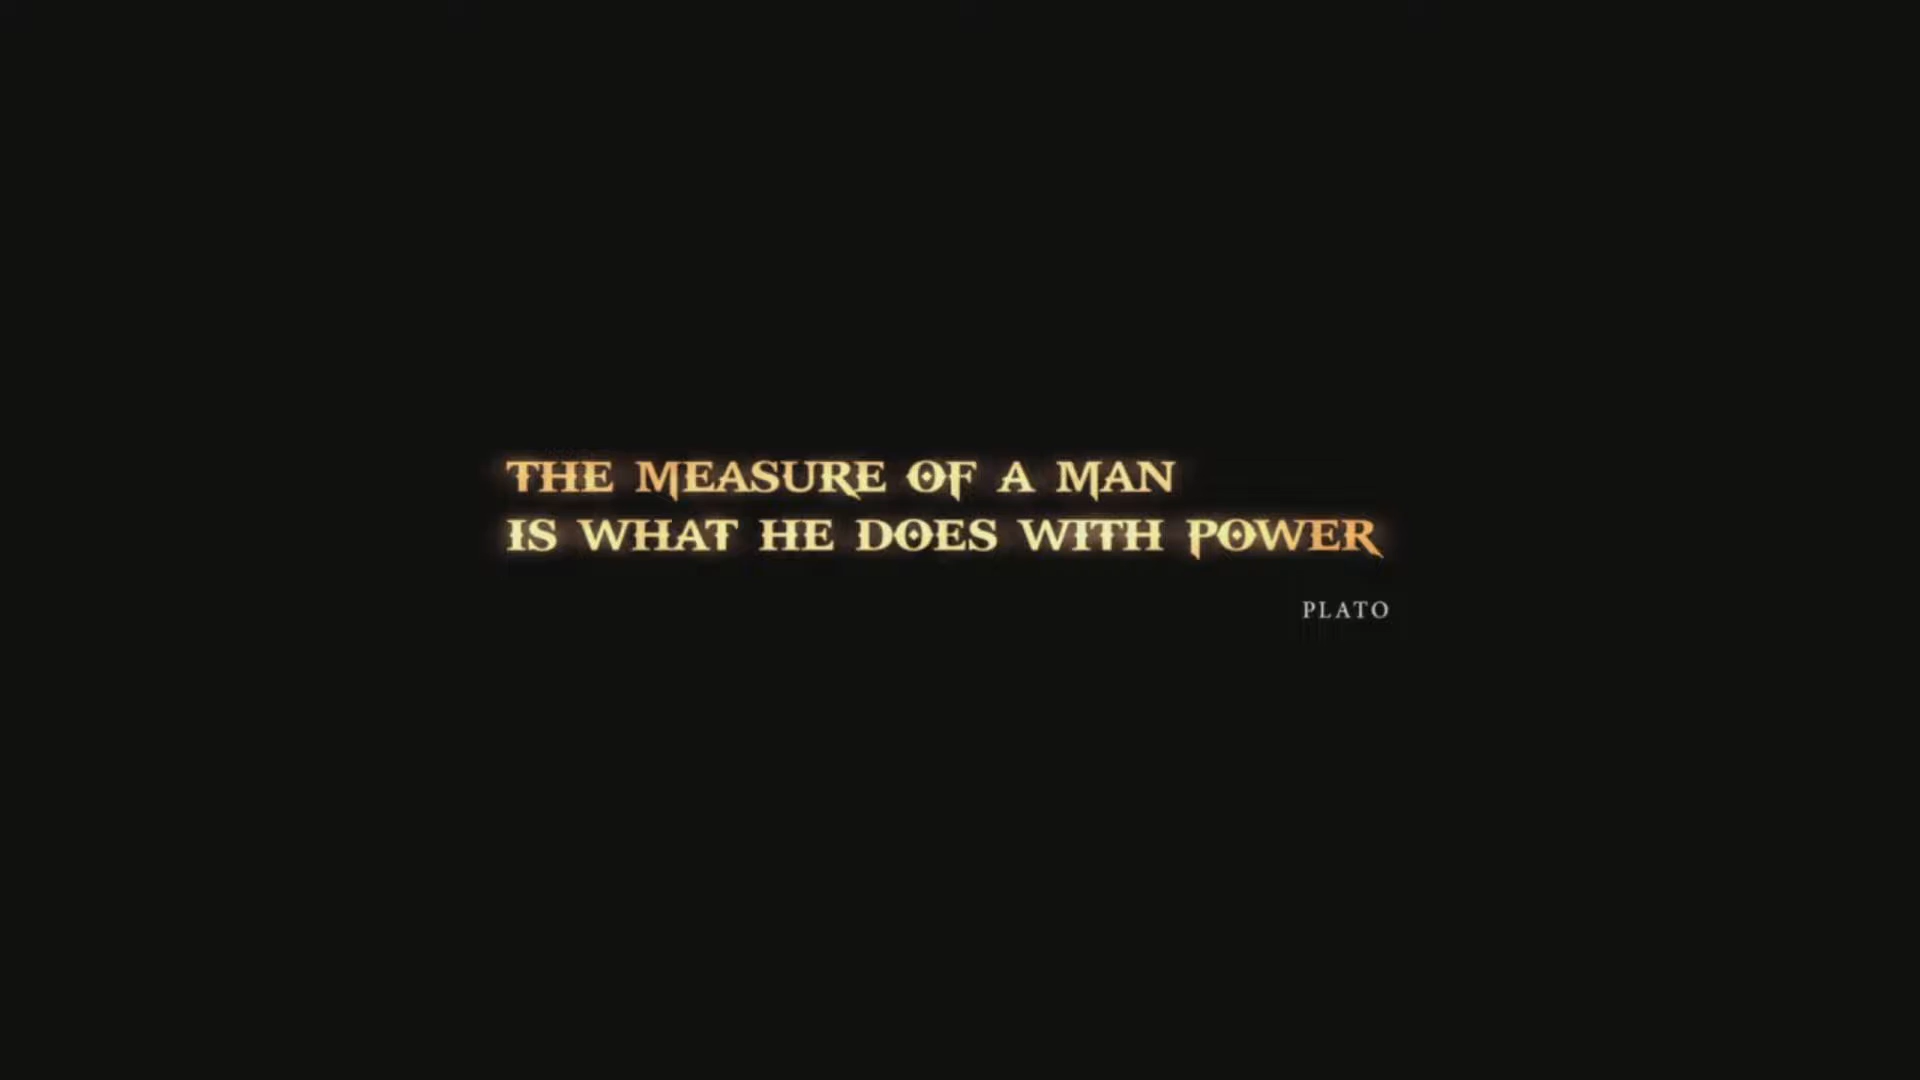 THE MEASURE OF A MAN
IS WHAT HE DOES WITH POWER
PLATO